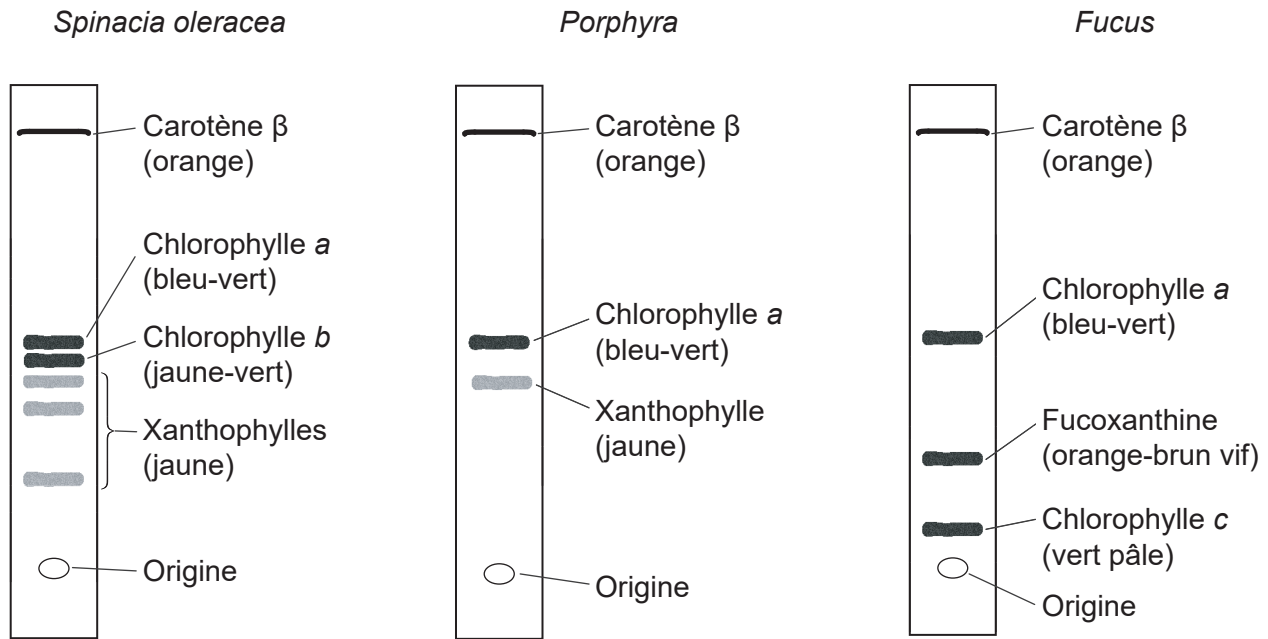 Spinacia oleracea
Carotène β
(orange)
Chlorophylle a
(bleu-vert)
Chlorophylle b
(jaune-vert)
Xanthophylles
(jaune)
Origine
Porphyra
Carotène β
(orange)
Chlorophylle a
(bleu-vert)
Xanthophylle
(jaune)
Origine
Fucus
Carotène β
(orange)
Chlorophylle a
(bleu-vert)
Fucoxanthine
(orange-brun vif)
Chlorophylle c
(vert pâle)
Origine